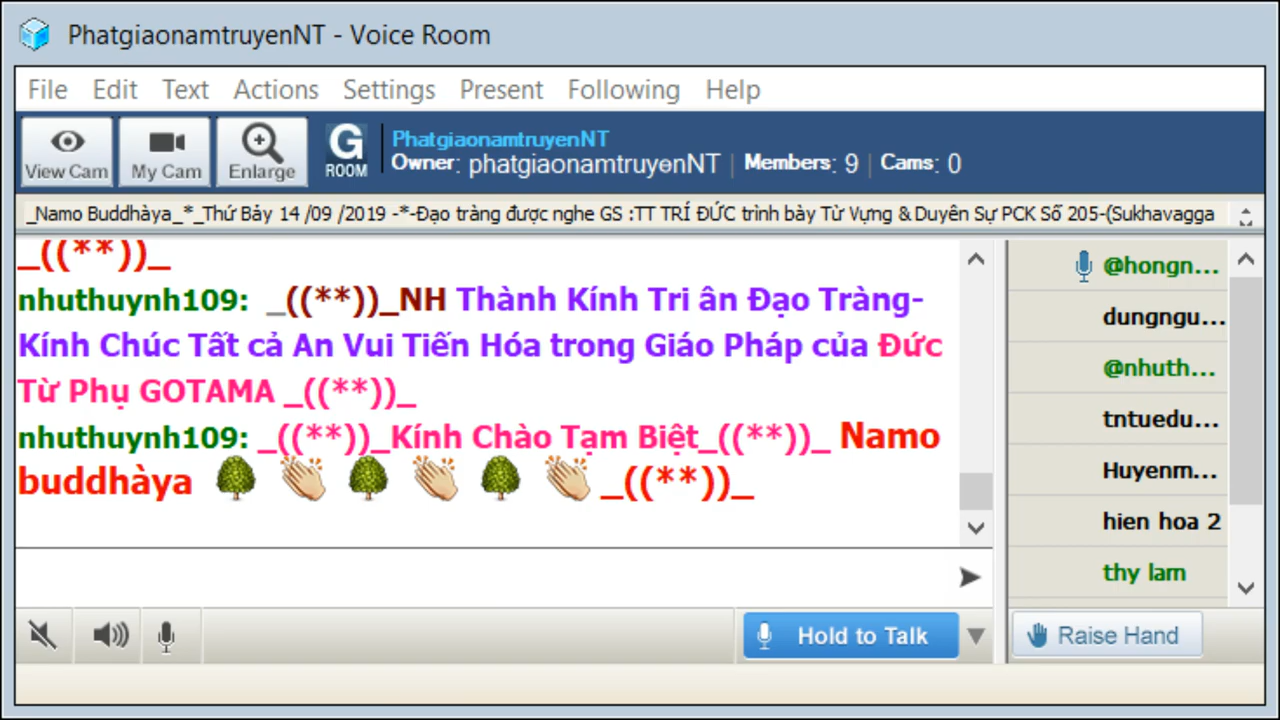 PhatgiaonamtruyenNT - Voice Room
File Edit Text Actions Settings Present Following Help
View Cam My Cam Enlarge G ROOM
PhatgiaonamtruyenNT
Owner: phatgiaonamtruyenNT | Members: 9 | Cams: 0
_Namo Buddhàya_*_Thứ Bảy 14 /09 /2019 -*-Đạo tràng được nghe GS :TT TRÍ ĐỨC trình bày Từ Vựng & Duyên Sự PCK Số 205-(Sukhavagga
_((**))_
nhuthuynh109: _((**))_NH Thành Kính Tri ân Đạo Tràng-
Kính Chúc Tất cả An Vui Tiến Hóa trong Giáo Pháp của Đức
Từ Phụ GOTAMA _((**))_
nhuthuynh109: _((**))_Kính Chào Tạm Biệt_((**))_ Namo
buddhàya _((**))_
@hongn...
dungngu...
@nhuth...
tntuedu...
Huyenm...
hien hoa 2
thy lam
Hold to Talk
Raise Hand